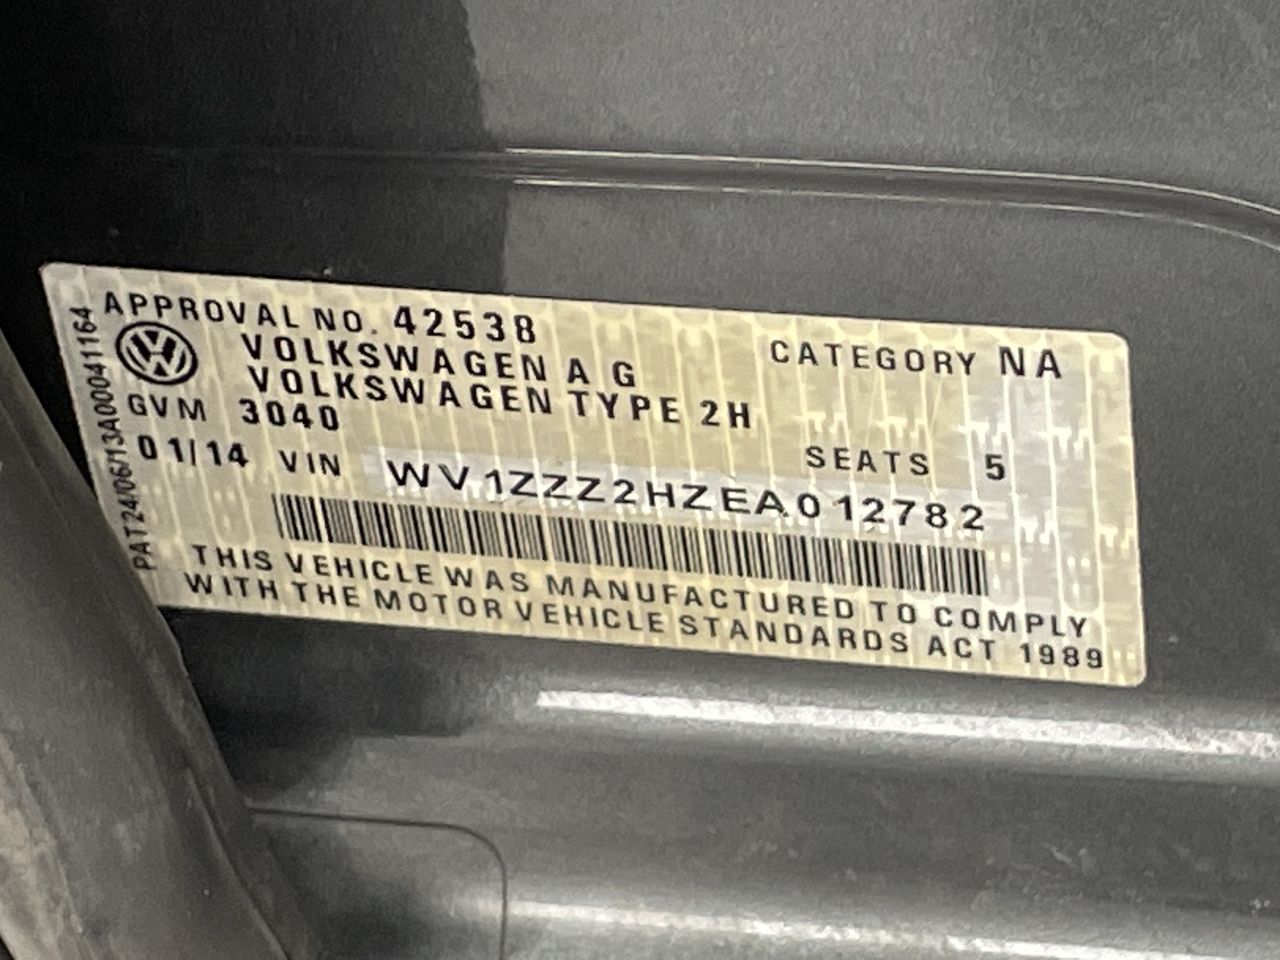 APPROVAL NO. 42538
VOLKSWAGEN A G
CATEGORY NA
VOLKSWAGEN TYPE 2H
GVM 3040
SEATS 5
01/14 VIN WV1ZZZ2HZEA012782
THIS VEHICLE WAS MANUFACTURED TO COMPLY
WITH THE MOTOR VEHICLE STANDARDS ACT 1989
PAT24/06/13A00041164